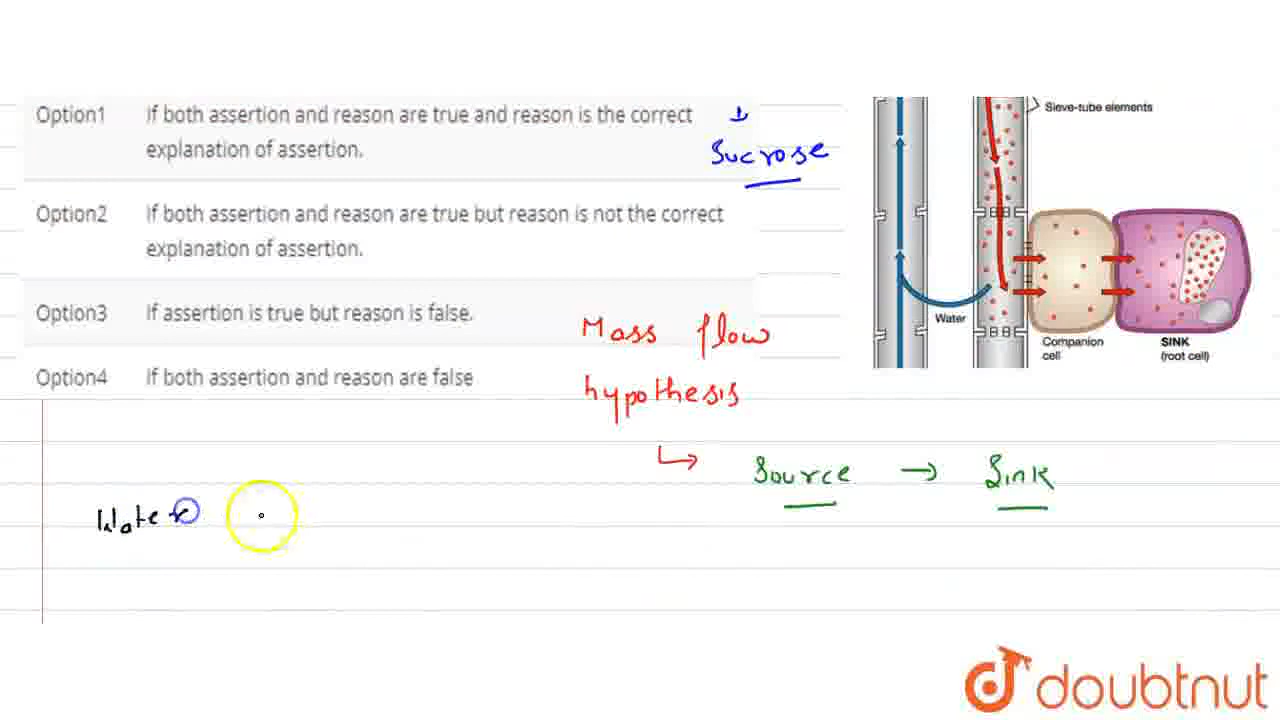 Option1 If both assertion and reason are true and reason is the correct
explanation of assertion.
Sucrose
Option2 If both assertion and reason are true but reason is not the correct
explanation of assertion.
Option3 If assertion is true but reason is false.
Option4 If both assertion and reason are false
Mass flow
hypothesis
Source → Sink
Water
Sieve-tube elements
Water
Companion
cell
SINK
(root cell)
doubtnut